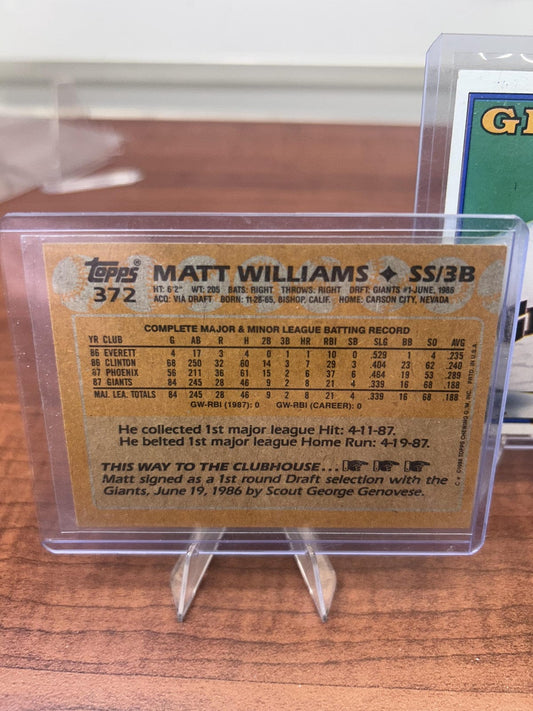 Topps®
372
MATT WILLIAMS ✦ SS/3B
HT: 6'2" WT: 205 BATS: RIGHT THROWS: RIGHT DRFT: GIANTS #1-JUNE, 1986
ACQ: VIA DRAFT BORN: 11-28-65, BISHOP, CALIF. HOME: CARSON CITY, NEVADA
COMPLETE MAJOR & MINOR LEAGUE BATTING RECORD
YR CLUB G AB R H 2B 3B HR RBI SB SLG BB SO AVG
86 EVERETT 4 17 3 4 0 1 1 10 0 .529 1 4 .235
86 CLINTON 68 250 32 60 14 3 7 29 3 .404 23 62 .240
87 PHOENIX 56 211 36 61 15 2 6 37 6 .464 19 53 .289
87 GIANTS 84 245 28 46 9 2 8 21 4 .339 16 68 .188
MAJ. LEA. TOTALS 84 245 28 46 9 2 8 21 4 .339 16 68 .188
GW-RBI (1987): 0 GW-RBI (CAREER): 0
He collected 1st major league Hit: 4-11-87.
He belted 1st major league Home Run: 4-19-87.
THIS WAY TO THE CLUBHOUSE...
Matt signed as a 1st round Draft selection with the
Giants, June 19, 1986 by Scout George Genovese.
©1988 TOPPS CHEWING GUM, INC. PRTD. IN U.S.A.